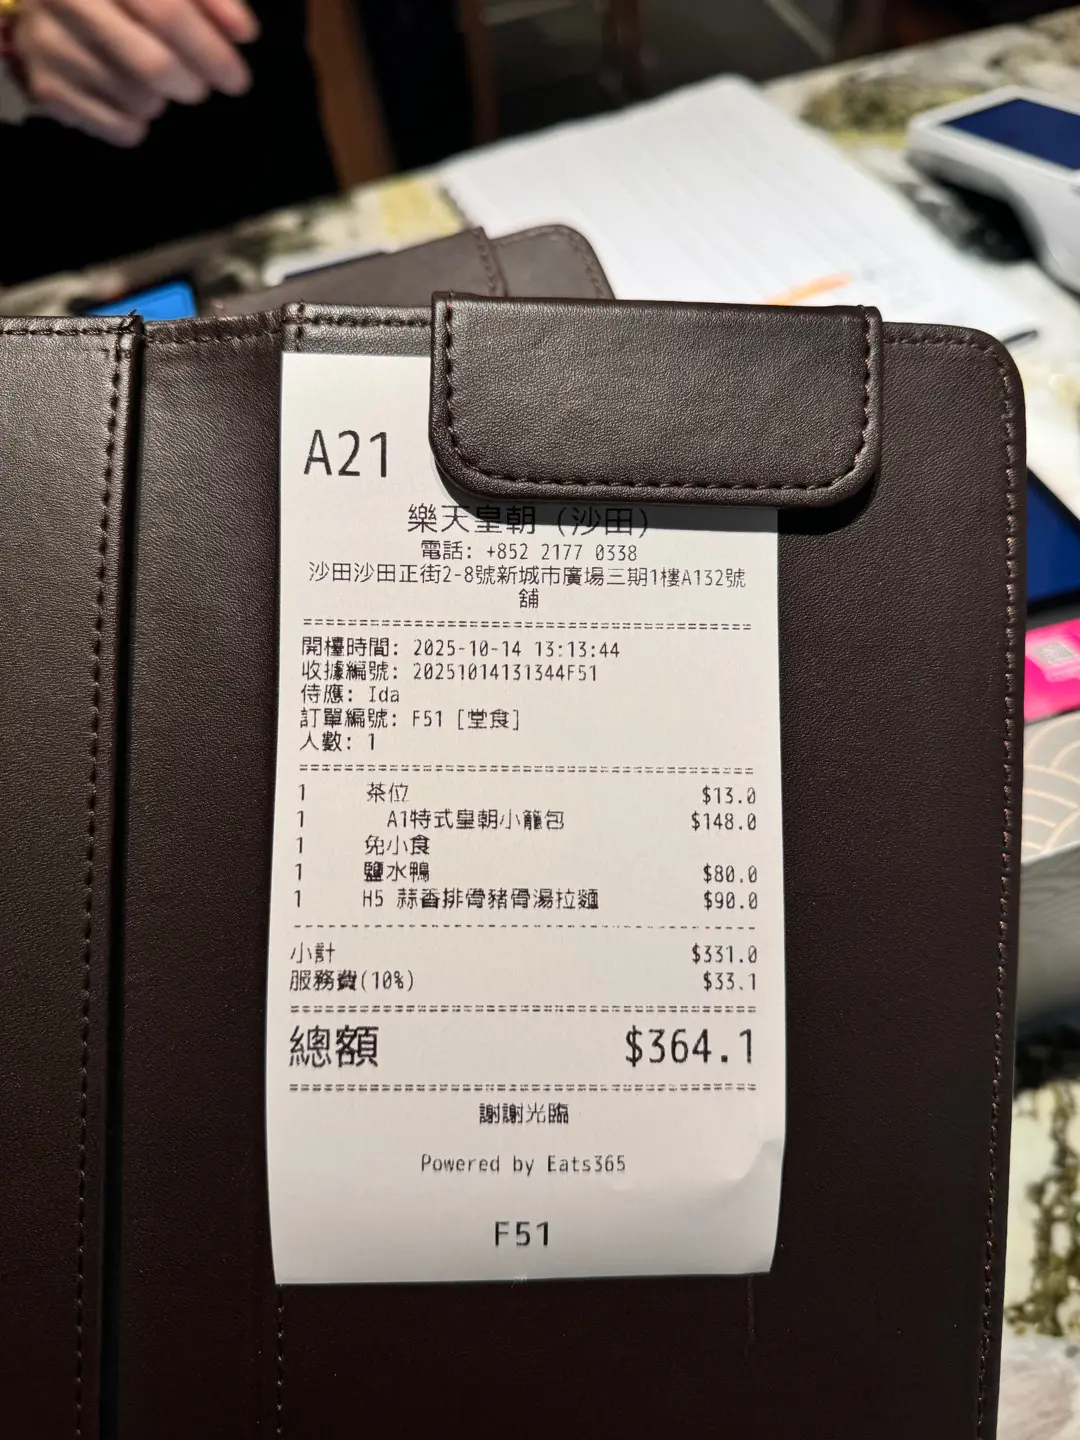 A21
樂天皇朝 (沙田)
電話: +852 2177 0338
沙田沙田正街2-8號新城市廣場三期1樓A132號
舖
開檯時間: 2025-10-14 13:13:44
收據編號: 20251014131344F51
侍應: Ida
訂單編號: F51 [堂食]
人數: 1
1 茶位 $13.0
1 A1特式皇朝小籠包 $148.0
1 免小食
1 鹽水鴨 $80.0
1 H5 蒜香排骨豬骨湯拉麵 $90.0
小計 $331.0
服務費(10%) $33.1
總額 $364.1
謝謝光臨
Powered by Eats365
F51